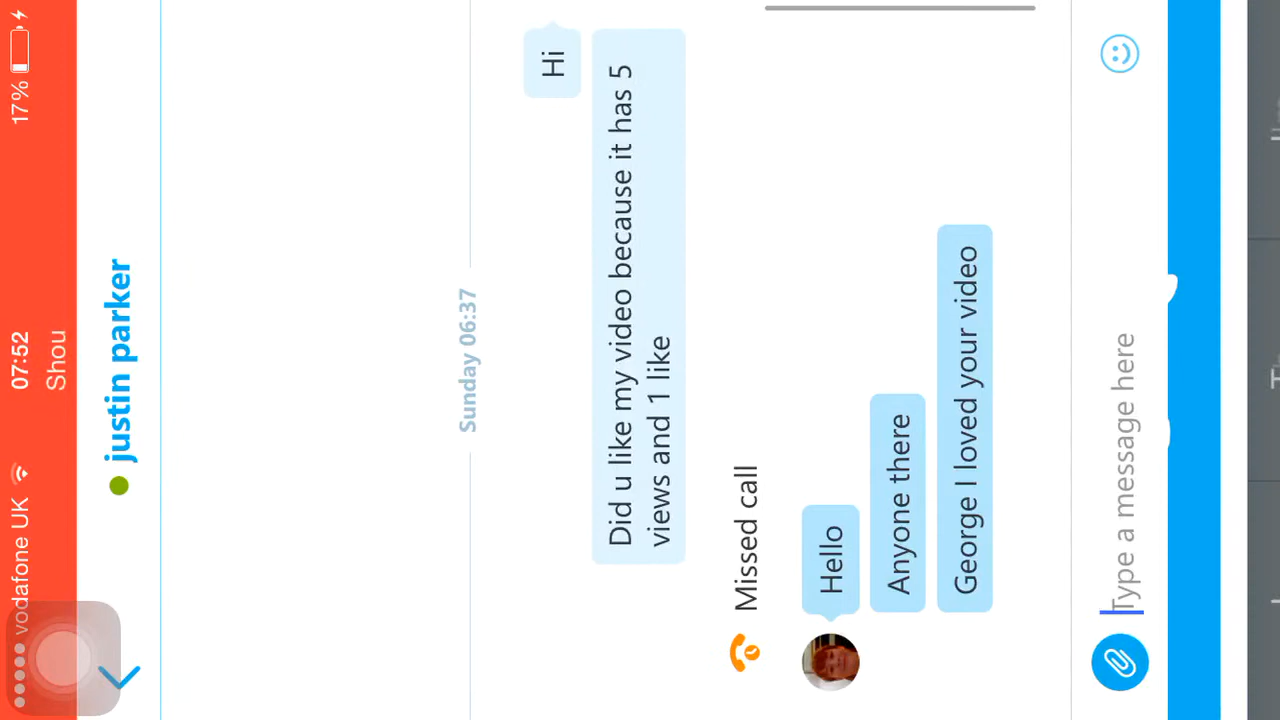 vodafone UK 07:52 17%
Shou
justin parker
Sunday 06:37
Hi
Did u like my video because it has 5
views and 1 like
Missed call
Hello
Anyone there
George I loved your video
Type a message here